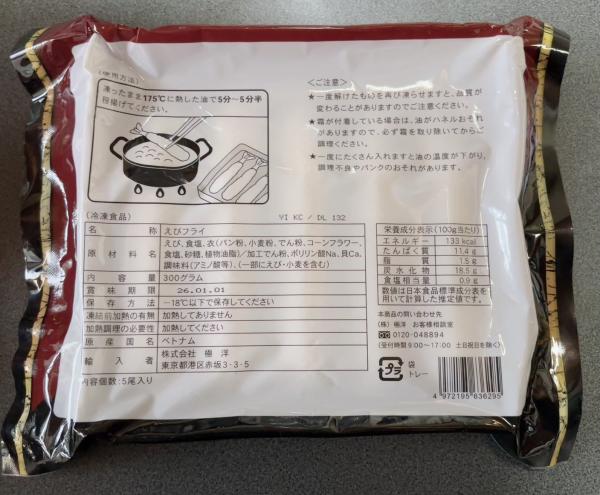 (使用方法)
凍ったまま175℃に熱した油で5分～5分半
程揚げてください。
<ご注意>
★一度解けたものを再び凍らせますと、品質が
変わることがありますのでご注意ください。
★霜が付着している場合は、油がハネルおそれ
がありますので、必ず霜を取り除いてからご
調理ください。
★一度にたくさん入れますと油の温度が下がり、
調理不良やパンクのおそれがあります。
(冷凍食品)
VI KC / DL 132
名称 えびフライ
原材料名 えび、食塩、衣(パン粉、小麦粉、でん粉、コーンフラワー、
食塩、砂糖、植物油脂)/加工でん粉、ポリリン酸Na、貝Ca、
調味料(アミノ酸等)、(一部にえび・小麦を含む)
内容量 300グラム
賞味期限 26.01.01
保存方法 −18℃以下で保存してください
凍結前加熱の有無 加熱してありません
加熱調理の必要性 加熱してください
原産国名 ベトナム
輸入者 株式会社 極洋
東京都港区赤坂3-3-5
内容個数:5尾入り
栄養成分表示(100g当たり)
エネルギー 133kcal
たんぱく質 11.4g
脂質 1.5g
炭水化物 18.5g
食塩相当量 0.9g
数値は日本食品標準成分表を
用いて計算した推定値です。
本商品の問い合わせ先
(株)極洋 お客様相談室
0120-048894
(受付時間9:00〜17:00 土日祝日を除く)
プラ
袋
トレー
4 972195 836295